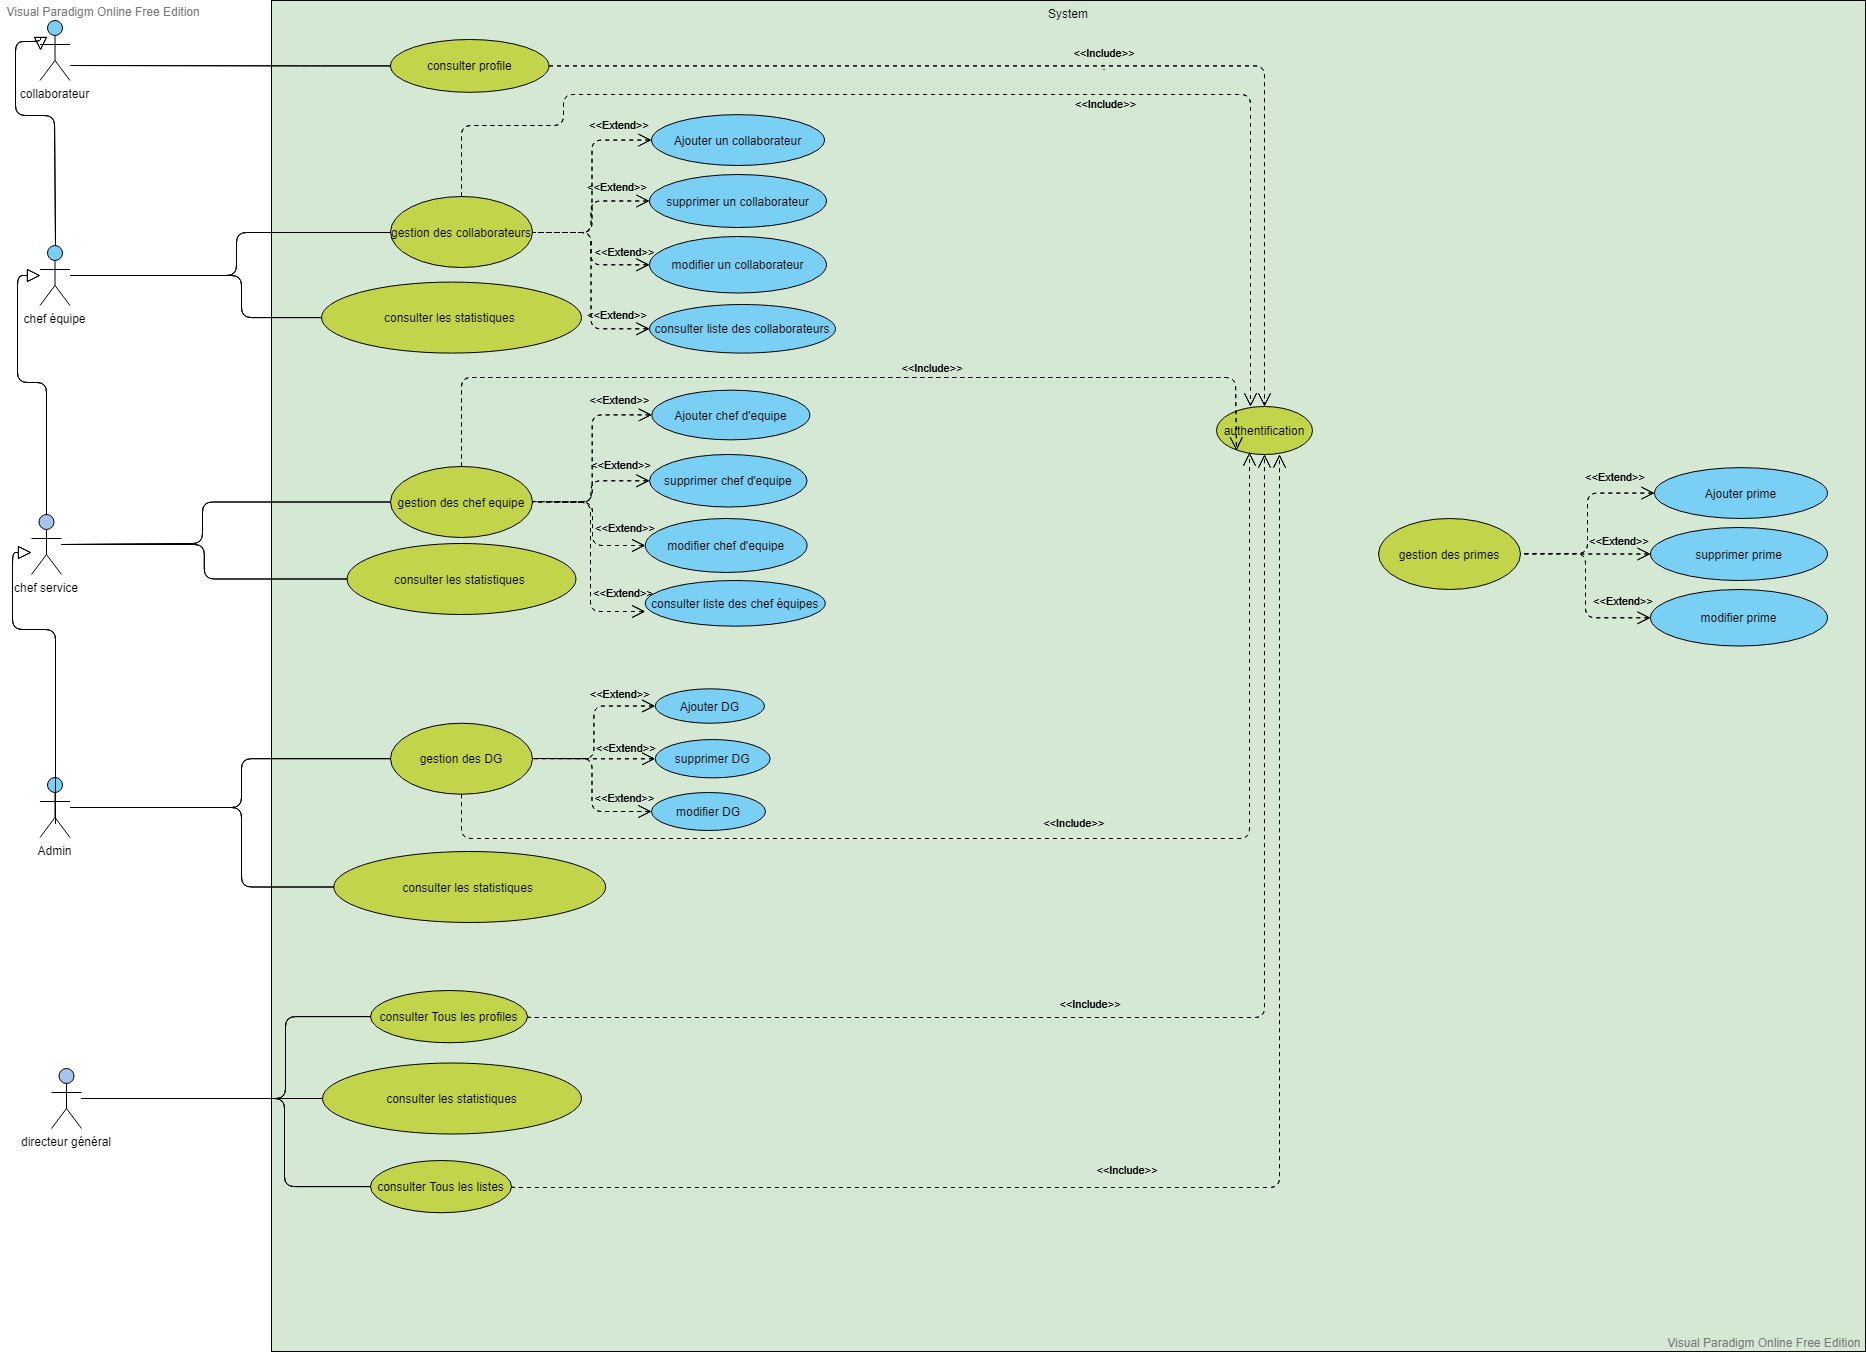 Visual Paradigm Online Free Edition
System
collaborateur
consulter profile
<<Include>>
<<Include>>
<<Extend>>
Ajouter un collaborateur
<<Extend>>
supprimer un collaborateur
gestion des collaborateurs
<<Extend>>
modifier un collaborateur
chef équipe
consulter les statistiques
<<Extend>>
consulter liste des collaborateurs
<<Include>>
<<Extend>>
Ajouter chef d'equipe
authentification
<<Extend>>
supprimer chef d'equipe
gestion des chef equipe
<<Extend>>
modifier chef d'equipe
chef service
consulter les statistiques
<<Extend>>
consulter liste des chef équipes
<<Extend>>
Ajouter prime
<<Extend>>
gestion des primes
supprimer prime
<<Extend>>
modifier prime
<<Extend>>
Ajouter DG
<<Extend>>
gestion des DG
supprimer DG
<<Extend>>
modifier DG
<<Include>>
Admin
consulter les statistiques
<<Include>>
consulter Tous les profiles
consulter les statistiques
directeur général
<<Include>>
consulter Tous les listes
Visual Paradigm Online Free Edition